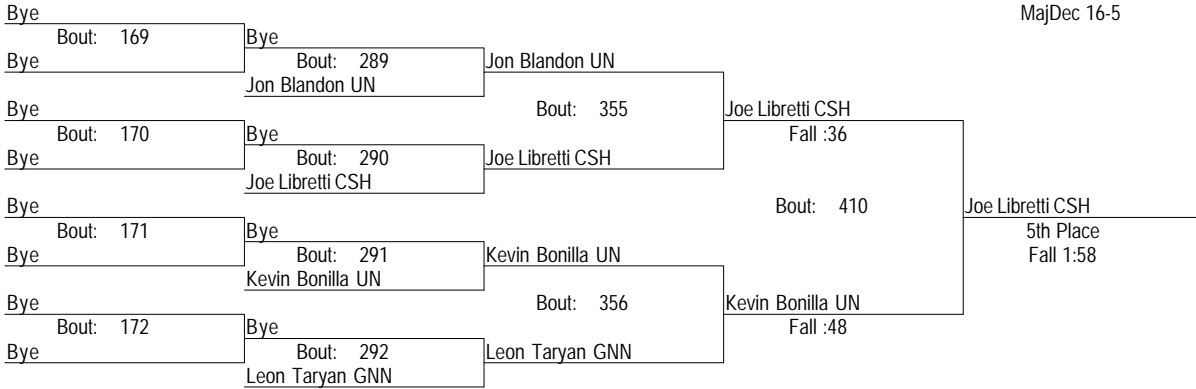 Bye
MajDec 16-5
Bout: 169
Bye
Bye
Bout: 289
Jon Blandon UN
Jon Blandon UN
Bye
Bout: 355
Joe Libretti CSH
Bout: 170
Bye
Fall :36
Bye
Bout: 290
Joe Libretti CSH
Joe Libretti CSH
Bye
Bout: 410
Joe Libretti CSH
Bout: 171
Bye
5th Place
Bye
Bout: 291
Kevin Bonilla UN
Fall 1:58
Kevin Bonilla UN
Bye
Bout: 356
Kevin Bonilla UN
Bout: 172
Bye
Fall :48
Bye
Bout: 292
Leon Taryan GNN
Leon Taryan GNN